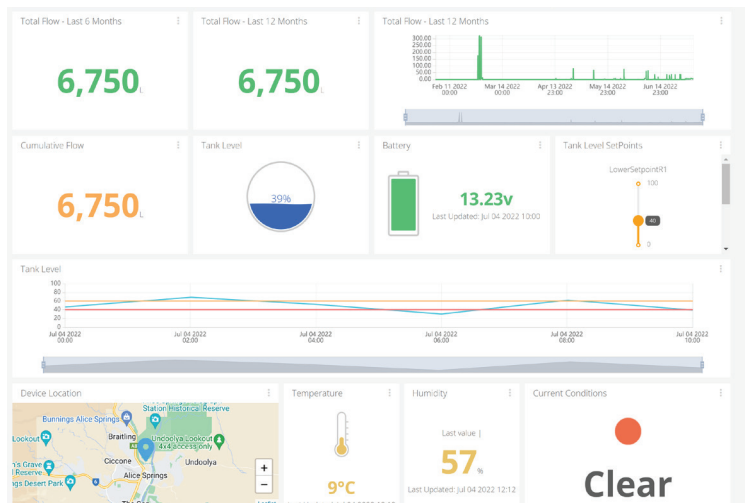 Total Flow - Last 6 Months
6,750 L
Total Flow - Last 12 Months
6,750 L
Total Flow - Last 12 Months
300.00
250.00
200.00
150.00
100.00
50.00
0.00
Feb 11 2022 00:00
Mar 14 2022 00:00
Apr 13 2022 23:00
May 14 2022 23:00
Jun 14 2022 23:00
Cumulative Flow
6,750 L
Tank Level
39%
Battery
13.23v
Last Updated: Jul 04 2022 10:00
Tank Level SetPoints
LowerSetpointR1
100
40
0
Tank Level
100
80
60
40
20
0
Jul 04 2022 00:00
Jul 04 2022 02:00
Jul 04 2022 04:00
Jul 04 2022 06:00
Jul 04 2022 08:00
Jul 04 2022 10:00
Device Location
Station Historical Reserve
Bunnings Alice Springs
Lookout
Braitling
Undoolya Lookout
4x4 access only
Ciccone
Undoolya
's Grave
Reserve
Alice Springs
gs Desert Park
+
−
Temperature
9°C
Humidity
Last value |
57 %
Last Updated: Jul 04 2022 12:12
Current Conditions
Clear